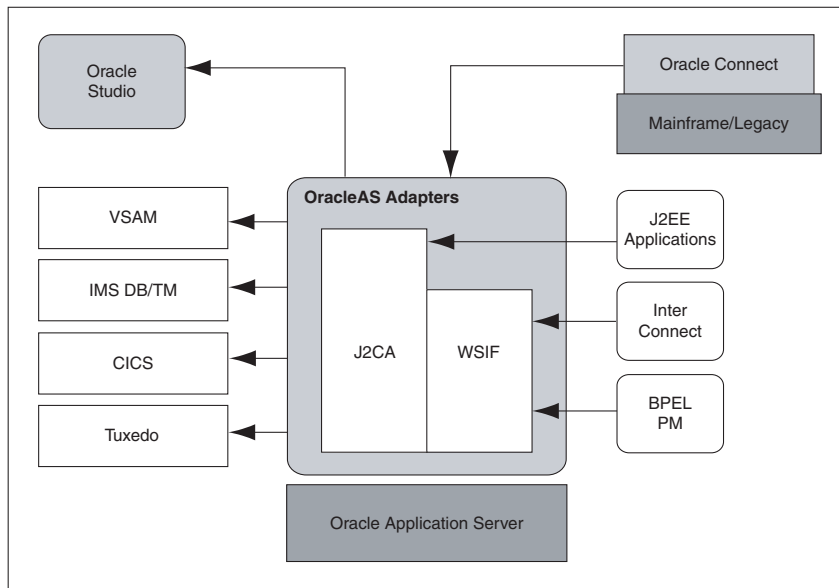 Oracle
Studio
Oracle Connect
Mainframe/Legacy
OracleAS Adapters
VSAM
IMS DB/TM
CICS
Tuxedo
J2CA
WSIF
J2EE
Applications
Inter
Connect
BPEL
PM
Oracle Application Server